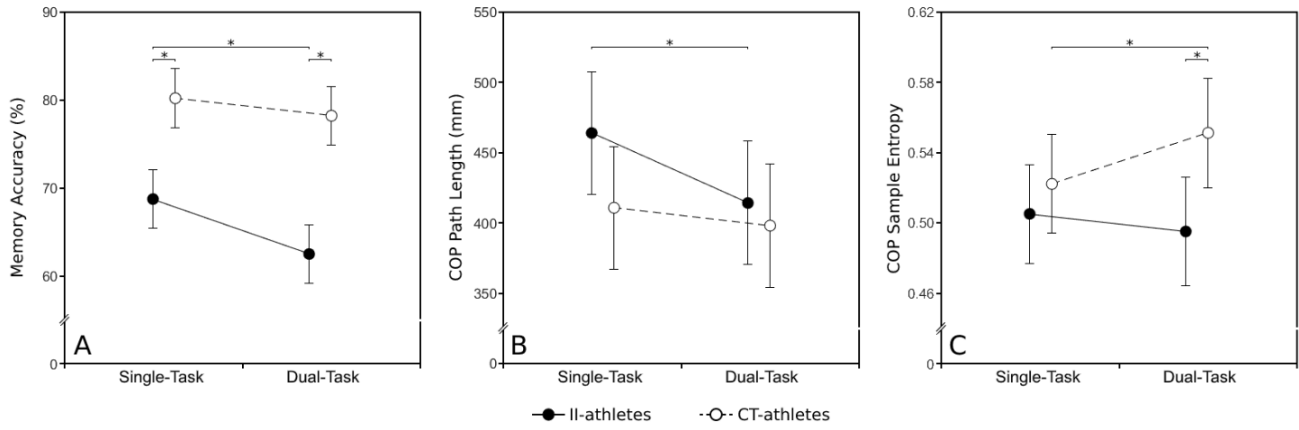 Memory Accuracy (%)
90
80
70
60
0
*
* *
A
Single-Task Dual-Task
COP Path Length (mm)
550
500
450
400
350
0
*
B
Single-Task Dual-Task
COP Sample Entropy
0.62
0.58
0.54
0.50
0.46
0
*
*
C
Single-Task Dual-Task
II-athletes CT-athletes